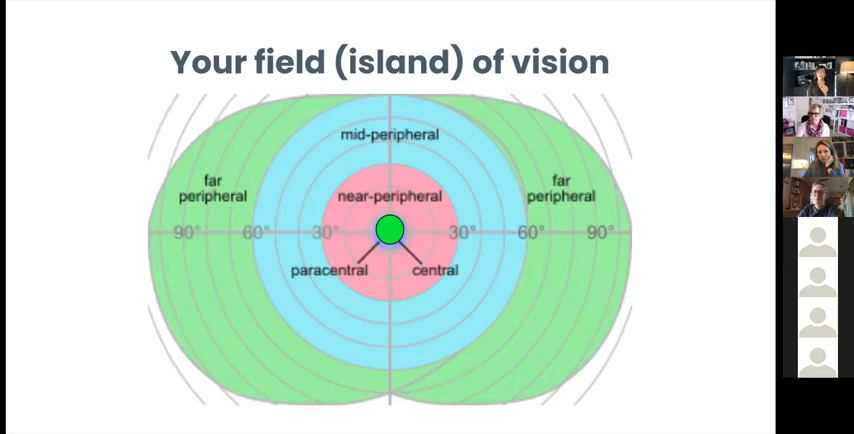 Your field (island) of vision
mid-peripheral
far
peripheral
far
peripheral
near-peripheral
90° 60° 30° 30° 60° 90°
paracentral central